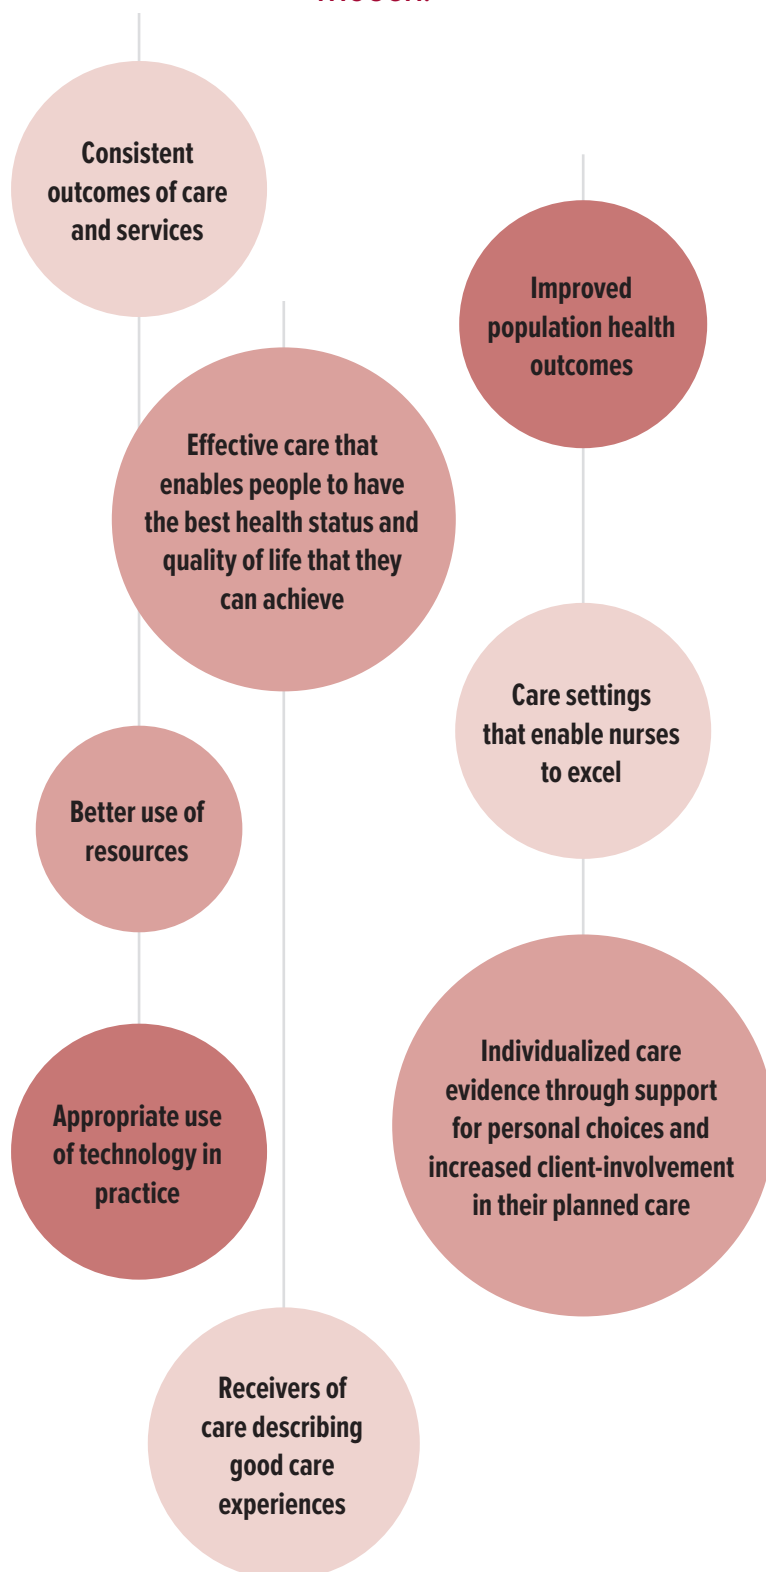 Consistent
outcomes of care
and services
Improved
population health
outcomes
Effective care that
enables people to have
the best health status and
quality of life that they
can achieve
Care settings
that enable nurses
to excel
Better use of
resources
Individualized care
evidence through support
for personal choices and
increased client-involvement
in their planned care
Appropriate use
of technology in
practice
Receivers of
care describing
good care
experiences